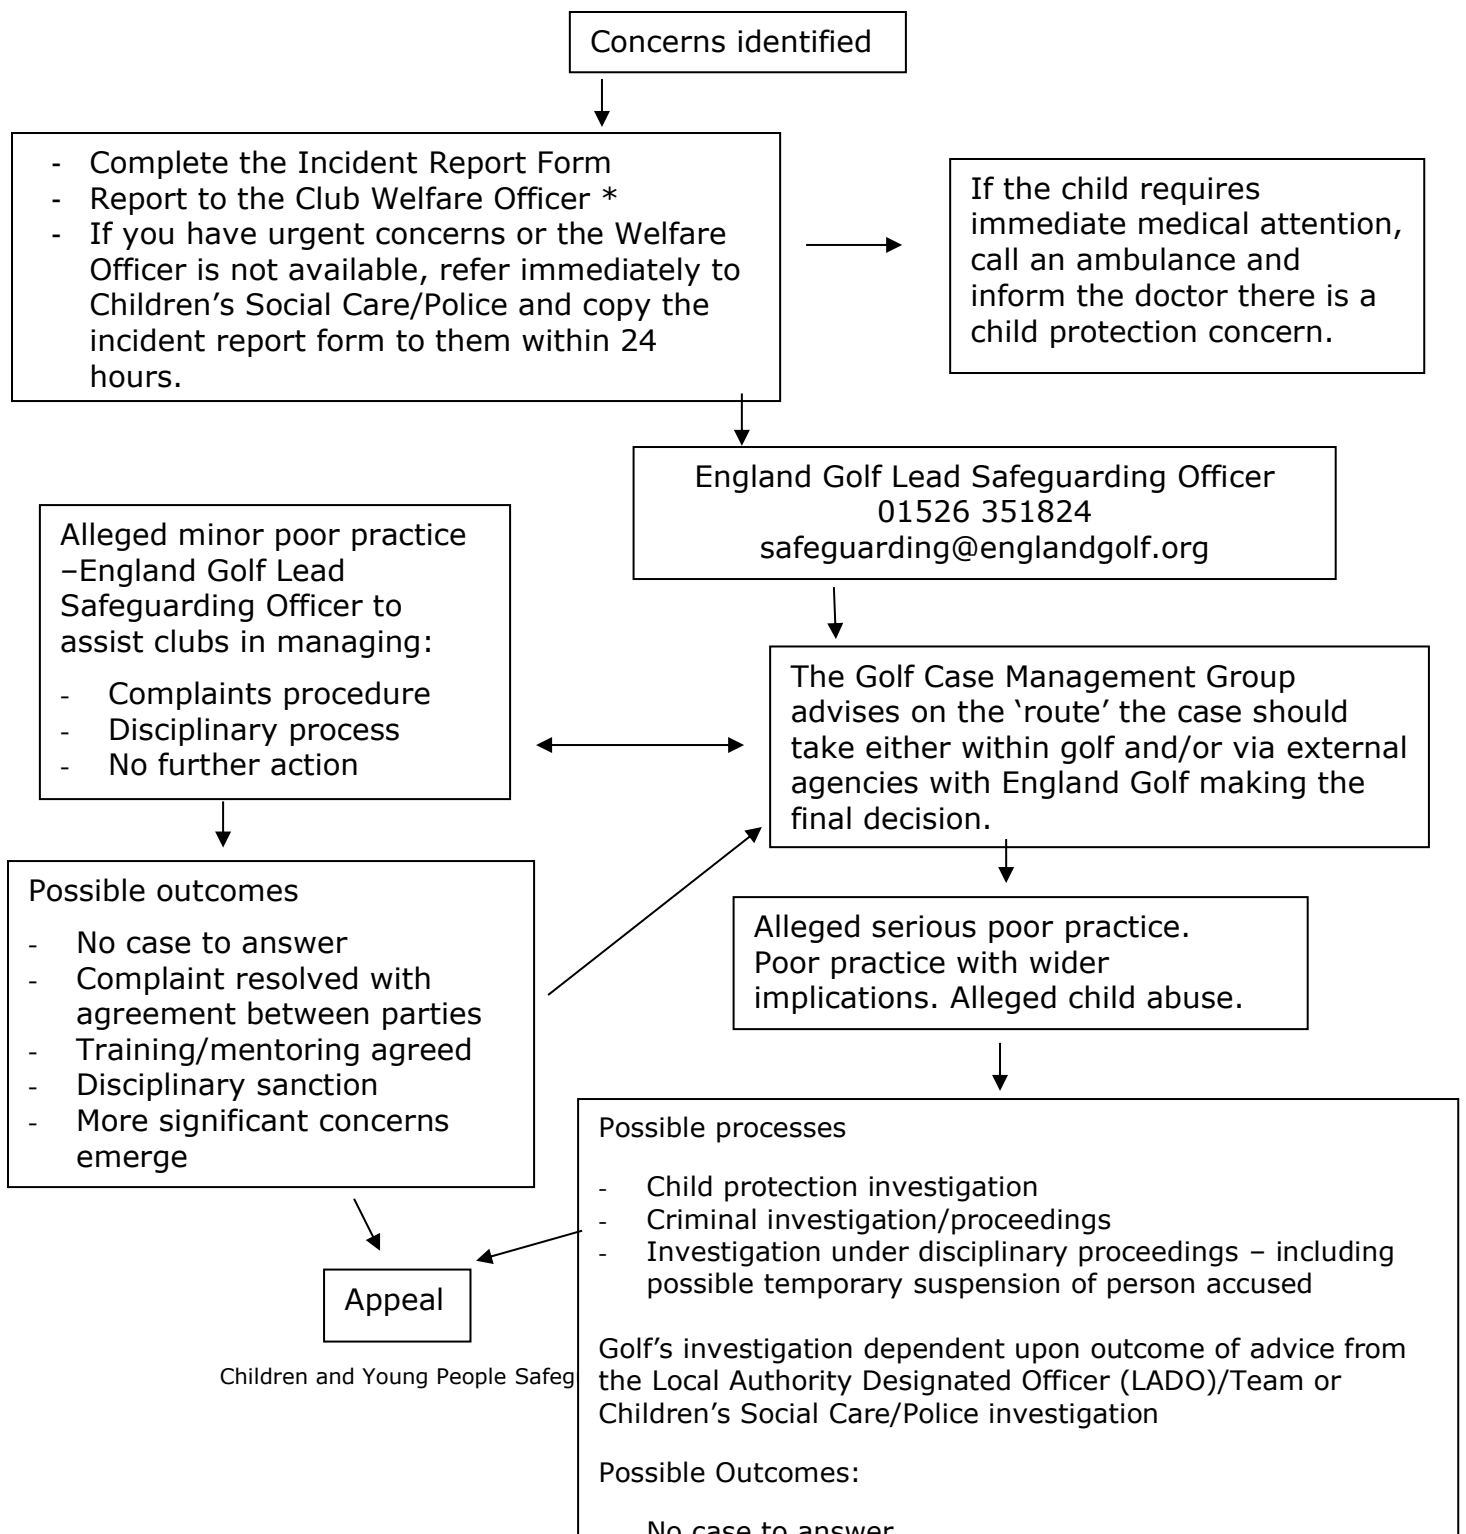 Concerns identified
- Complete the Incident Report Form
- Report to the Club Welfare Officer *
- If you have urgent concerns or the Welfare
Officer is not available, refer immediately to
Children’s Social Care/Police and copy the
incident report form to them within 24
hours.
If the child requires
immediate medical attention,
call an ambulance and
inform the doctor there is a
child protection concern.
England Golf Lead Safeguarding Officer
01526 351824
safeguarding@englandgolf.org
Alleged minor poor practice
–England Golf Lead
Safeguarding Officer to
assist clubs in managing:
- Complaints procedure
- Disciplinary process
- No further action
The Golf Case Management Group
advises on the ‘route’ the case should
take either within golf and/or via external
agencies with England Golf making the
final decision.
Possible outcomes
- No case to answer
- Complaint resolved with
agreement between parties
- Training/mentoring agreed
- Disciplinary sanction
- More significant concerns
emerge
Alleged serious poor practice.
Poor practice with wider
implications. Alleged child abuse.
Possible processes
- Child protection investigation
- Criminal investigation/proceedings
- Investigation under disciplinary proceedings – including
possible temporary suspension of person accused
Golf’s investigation dependent upon outcome of advice from
the Local Authority Designated Officer (LADO)/Team or
Children’s Social Care/Police investigation
Possible Outcomes:
No case to answer
Appeal
Children and Young People Safeg